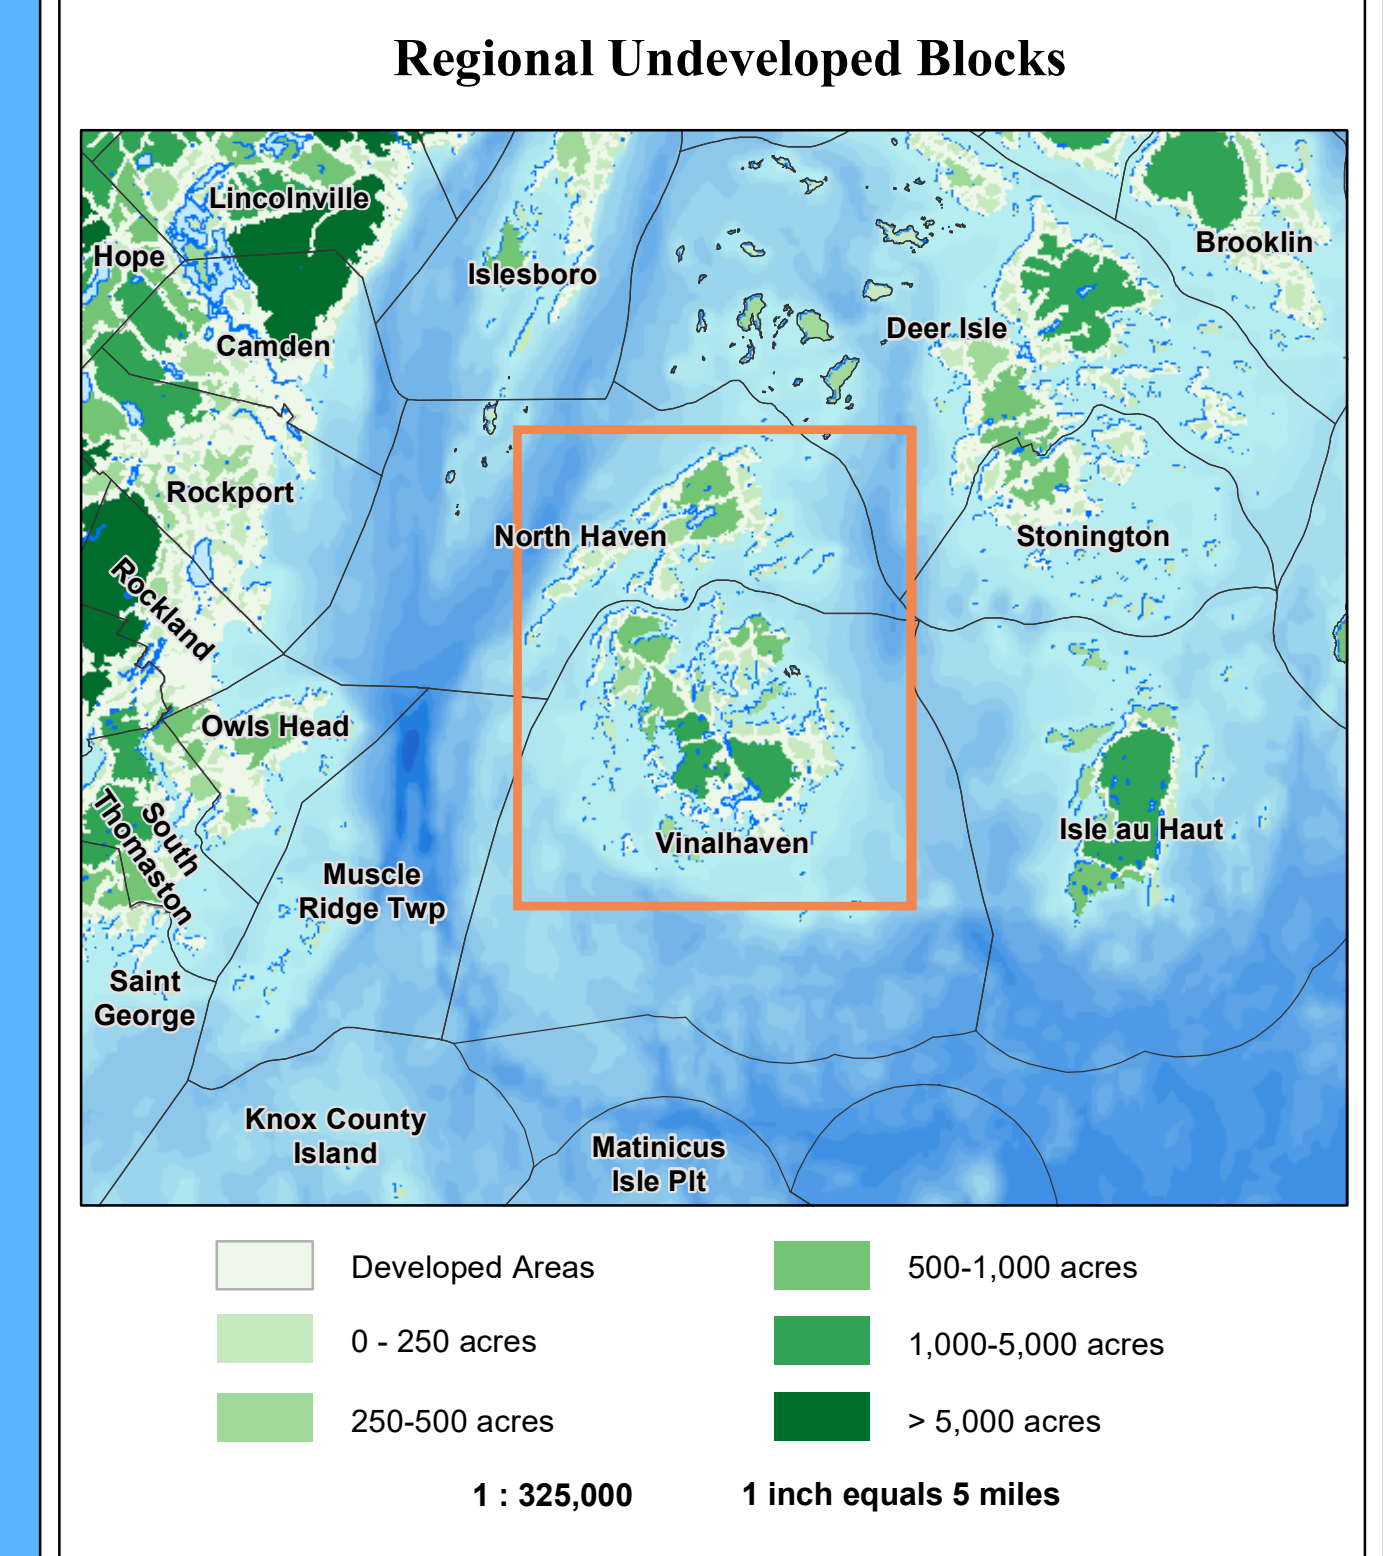 Regional Undeveloped Blocks
Lincolnville
Hope
Islesboro
Brooklin
Camden
Deer Isle
Rockport
North Haven
Stonington
Rockland
Owls Head
South
Thomaston
Vinalhaven
Isle au Haut
Muscle
Ridge Twp
Saint
George
Knox County
Island
Matinicus
Isle Plt
Developed Areas
500-1,000 acres
0 - 250 acres
1,000-5,000 acres
250-500 acres
> 5,000 acres
1 : 325,000
1 inch equals 5 miles